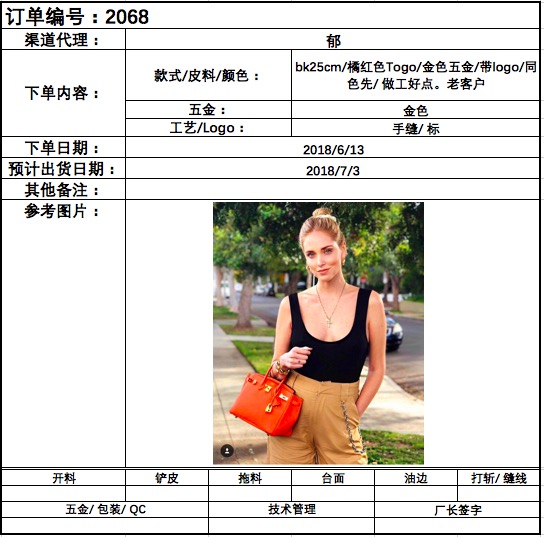 订单编号：2068
渠道代理： 郁
下单内容：
款式/皮料/颜色： bk25cm/橘红色Togo/金色五金/带logo/同
色先/ 做工好点。老客户
五金： 金色
工艺/Logo： 手缝/ 标
下单日期： 2018/6/13
预计出货日期： 2018/7/3
其他备注：
参考图片：
开料 铲皮 拖料 台面 油边 打斩/ 缝线
五金/ 包装/ QC 技术管理 厂长签字